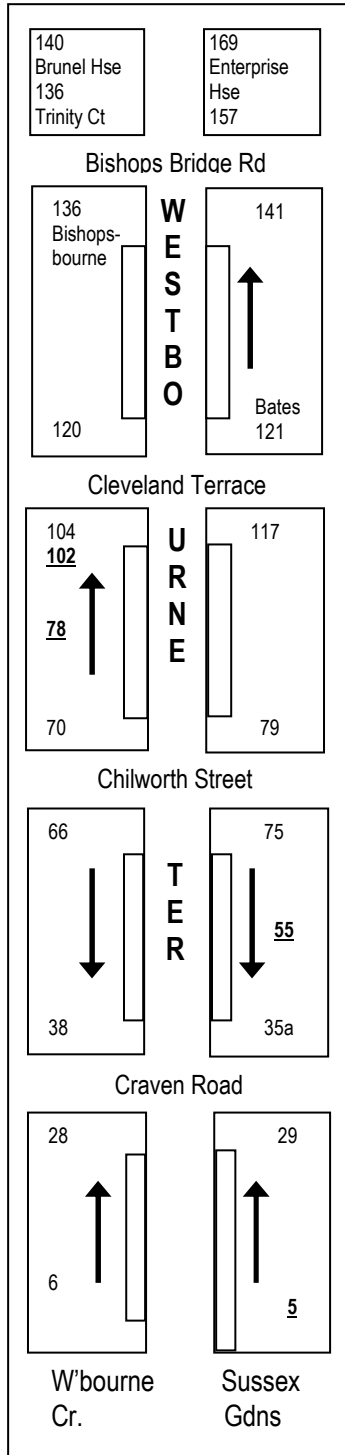 140
Brunel Hse
136
Trinity Ct
169
Enterprise
Hse
157
Bishops Bridge Rd
136
Bishops-
bourne
120
W
E
S
T
B
O
141
Bates
121
Cleveland Terrace
104
102
78
70
U
R
N
E
117
79
Chilworth Street
66
38
T
E
R
75
55
35a
Craven Road
28
6
29
5
W'bourne
Cr.
Sussex
Gdns